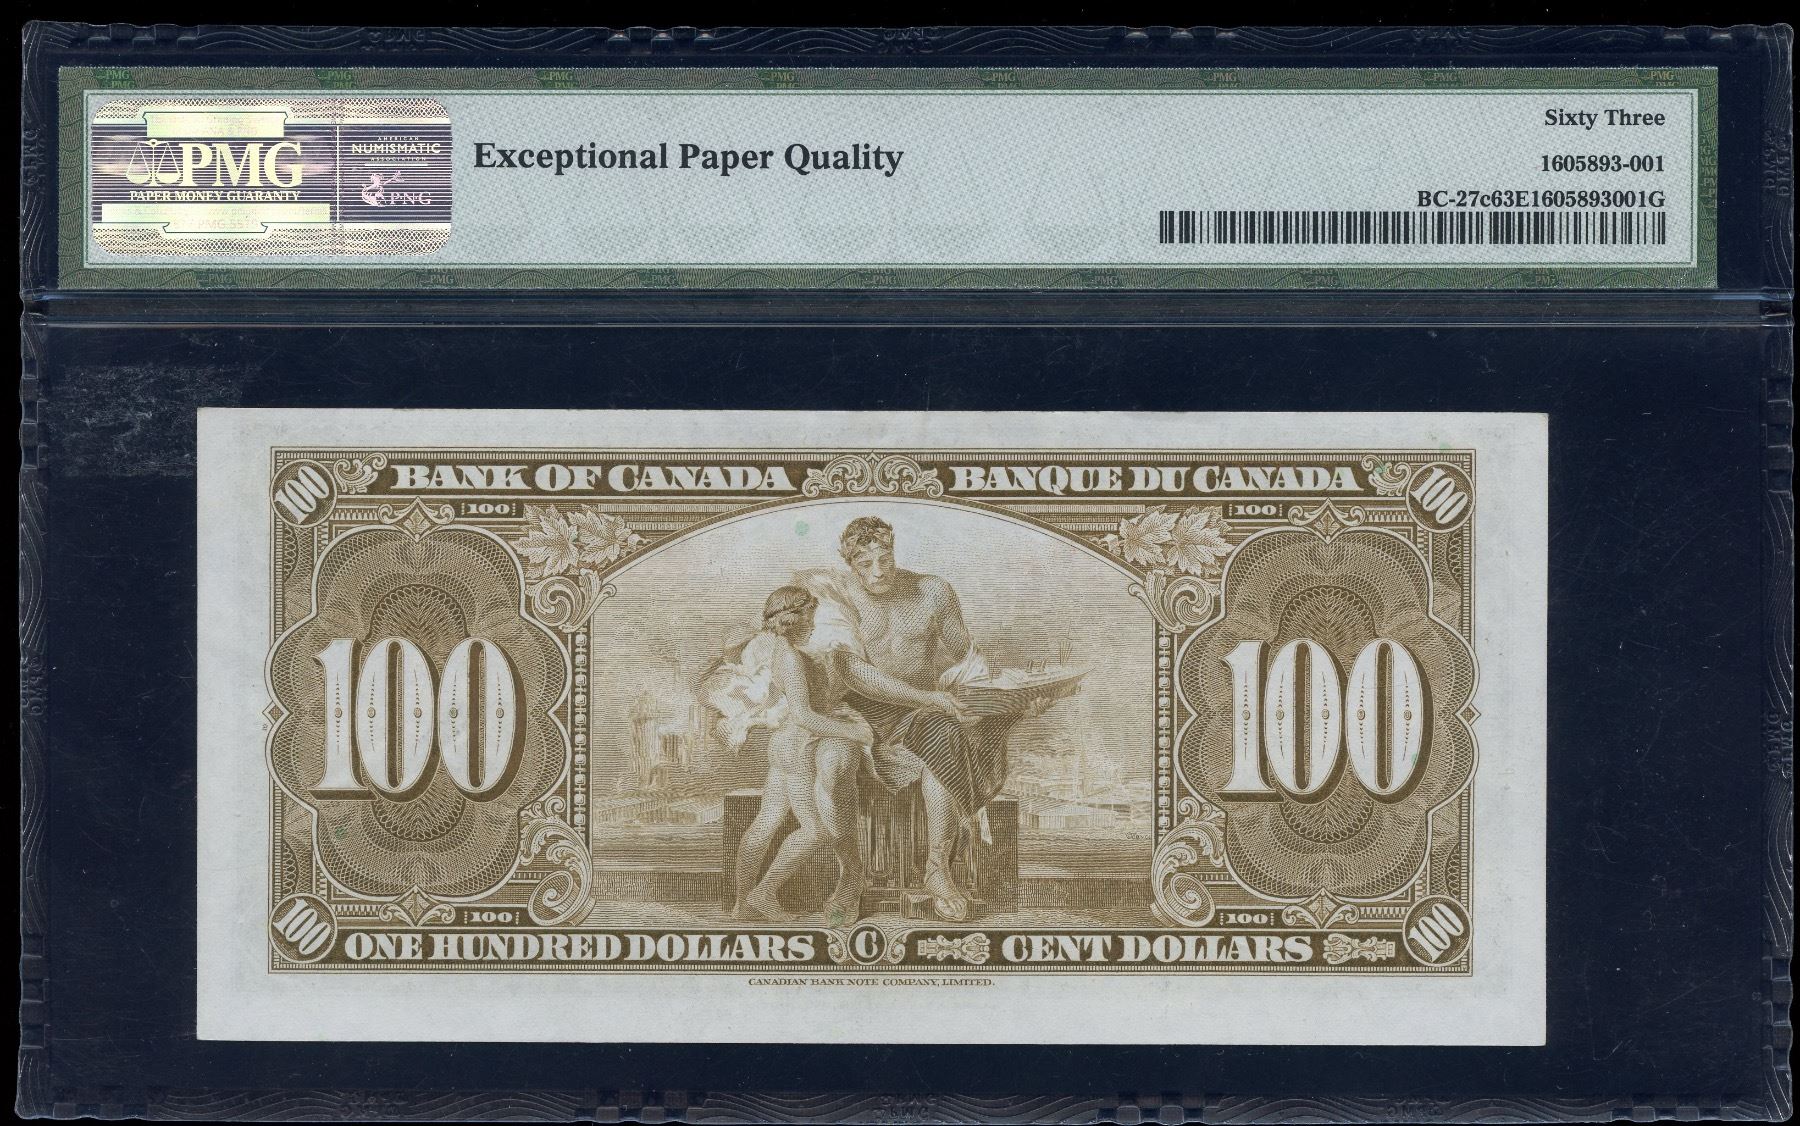 PMG
PAPER MONEY GUARANTY
AMERICAN
NUMISMATIC
ASSOCIATION
PNG
Exceptional Paper Quality
Sixty Three
1605893-001
BC-27c63E1605893001G
100 BANK OF CANADA BANQUE DU CANADA 100
100 100
100 100
100 100
100 ONE HUNDRED DOLLARS C CENT DOLLARS 100
CANADIAN BANK NOTE COMPANY, LIMITED.